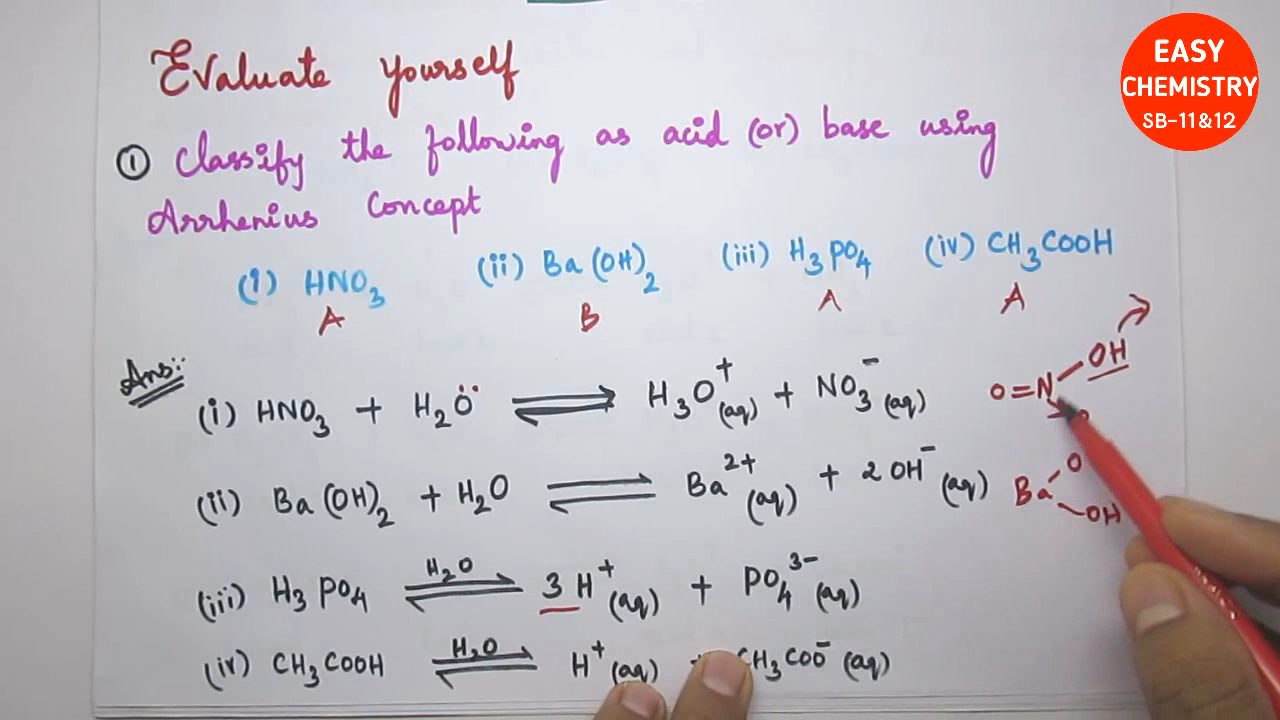 EASY
CHEMISTRY
SB-11&12
Evaluate yourself
① Classify the following as acid (or) base using
Arrhenius Concept
(i) HNO₃ (ii) Ba(OH)₂ (iii) H₃PO₄ (iv) CH₃COOH
A B A A
Ans:-
(i) HNO₃ + H₂Ö ⇌ H₃O⁺(aq) + NO₃⁻(aq)
O=N OH
(ii) Ba(OH)₂ + H₂O ⇌ Ba²⁺(aq) + 2OH⁻(aq)
Ba O
OH
(iii) H₃PO₄ ⇌ 3H⁺(aq) + PO₄³⁻(aq)
H₂O
(iv) CH₃COOH ⇌ H⁺(aq) CH₃COO⁻(aq)
H₂O